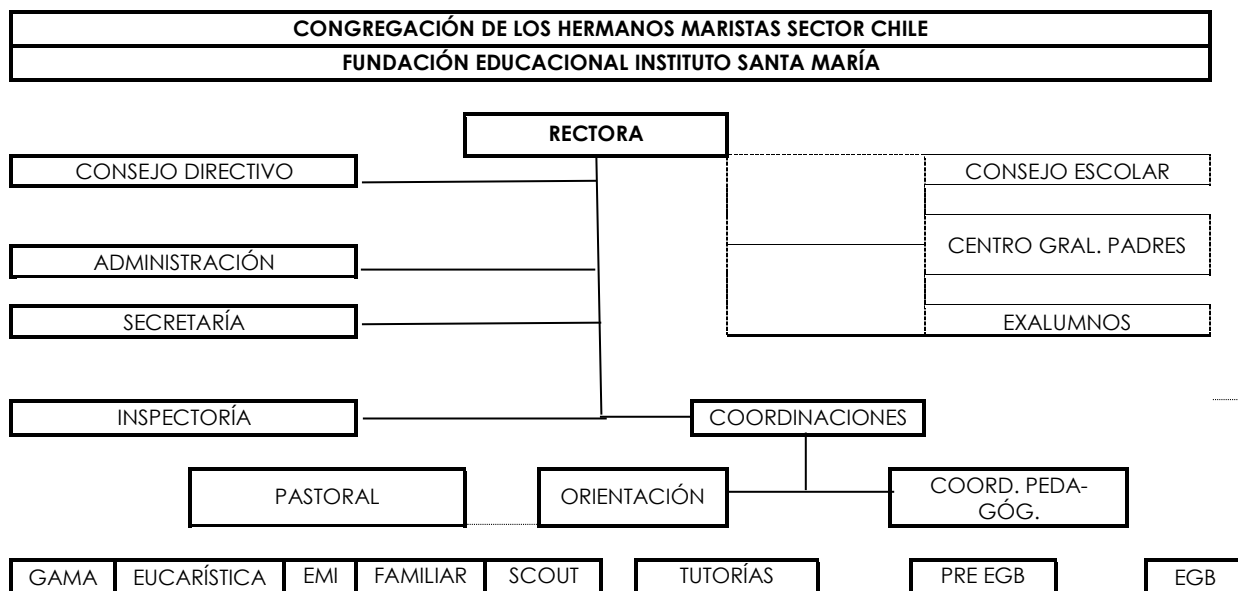 CONGREGACIÓN DE LOS HERMANOS MARISTAS SECTOR CHILE
FUNDACIÓN EDUCACIONAL INSTITUTO SANTA MARÍA
RECTORA
CONSEJO DIRECTIVO
CONSEJO ESCOLAR
CENTRO GRAL. PADRES
ADMINISTRACIÓN
SECRETARÍA
EXALUMNOS
INSPECTORÍA
COORDINACIONES
PASTORAL
ORIENTACIÓN
COORD. PEDA-
GÓG.
GAMA
EUCARÍSTICA
EMI
FAMILIAR
SCOUT
TUTORÍAS
PRE EGB
EGB